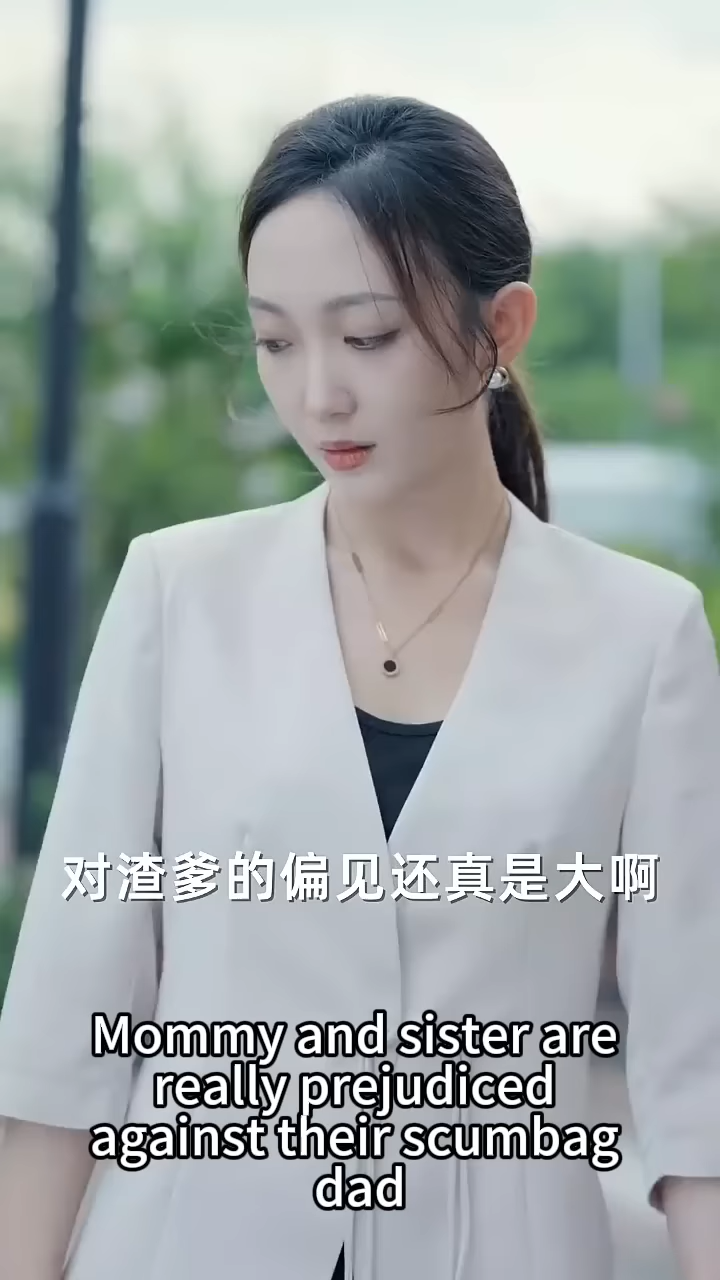 对渣爹的偏见还真是大啊
Mommy and sister are
really prejudiced
against their scumbag
dad